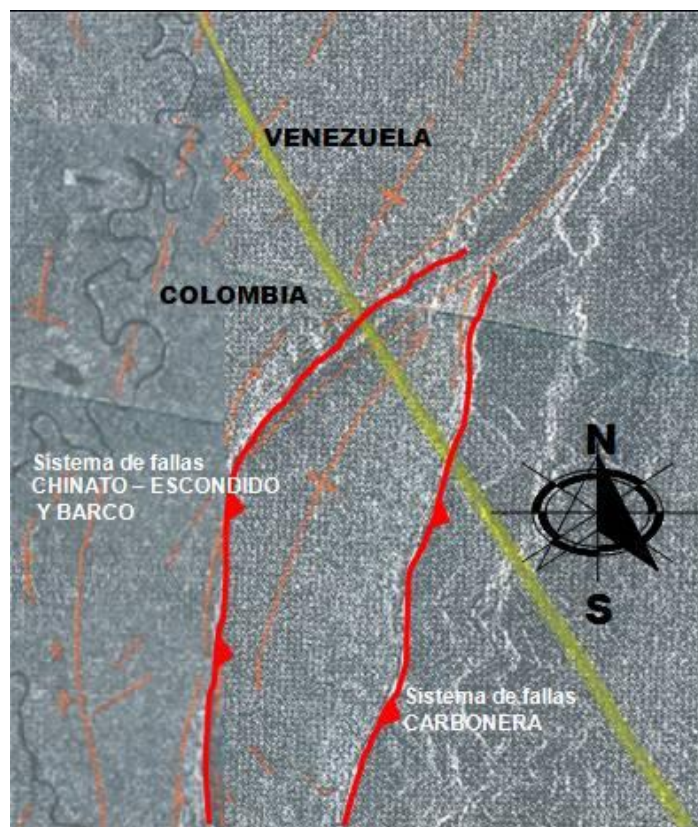 VENEZUELA
COLOMBIA
Sistema de fallas
CHINATO – ESCONDIDO
Y BARCO
N
S
Sistema de fallas
CARBONERA